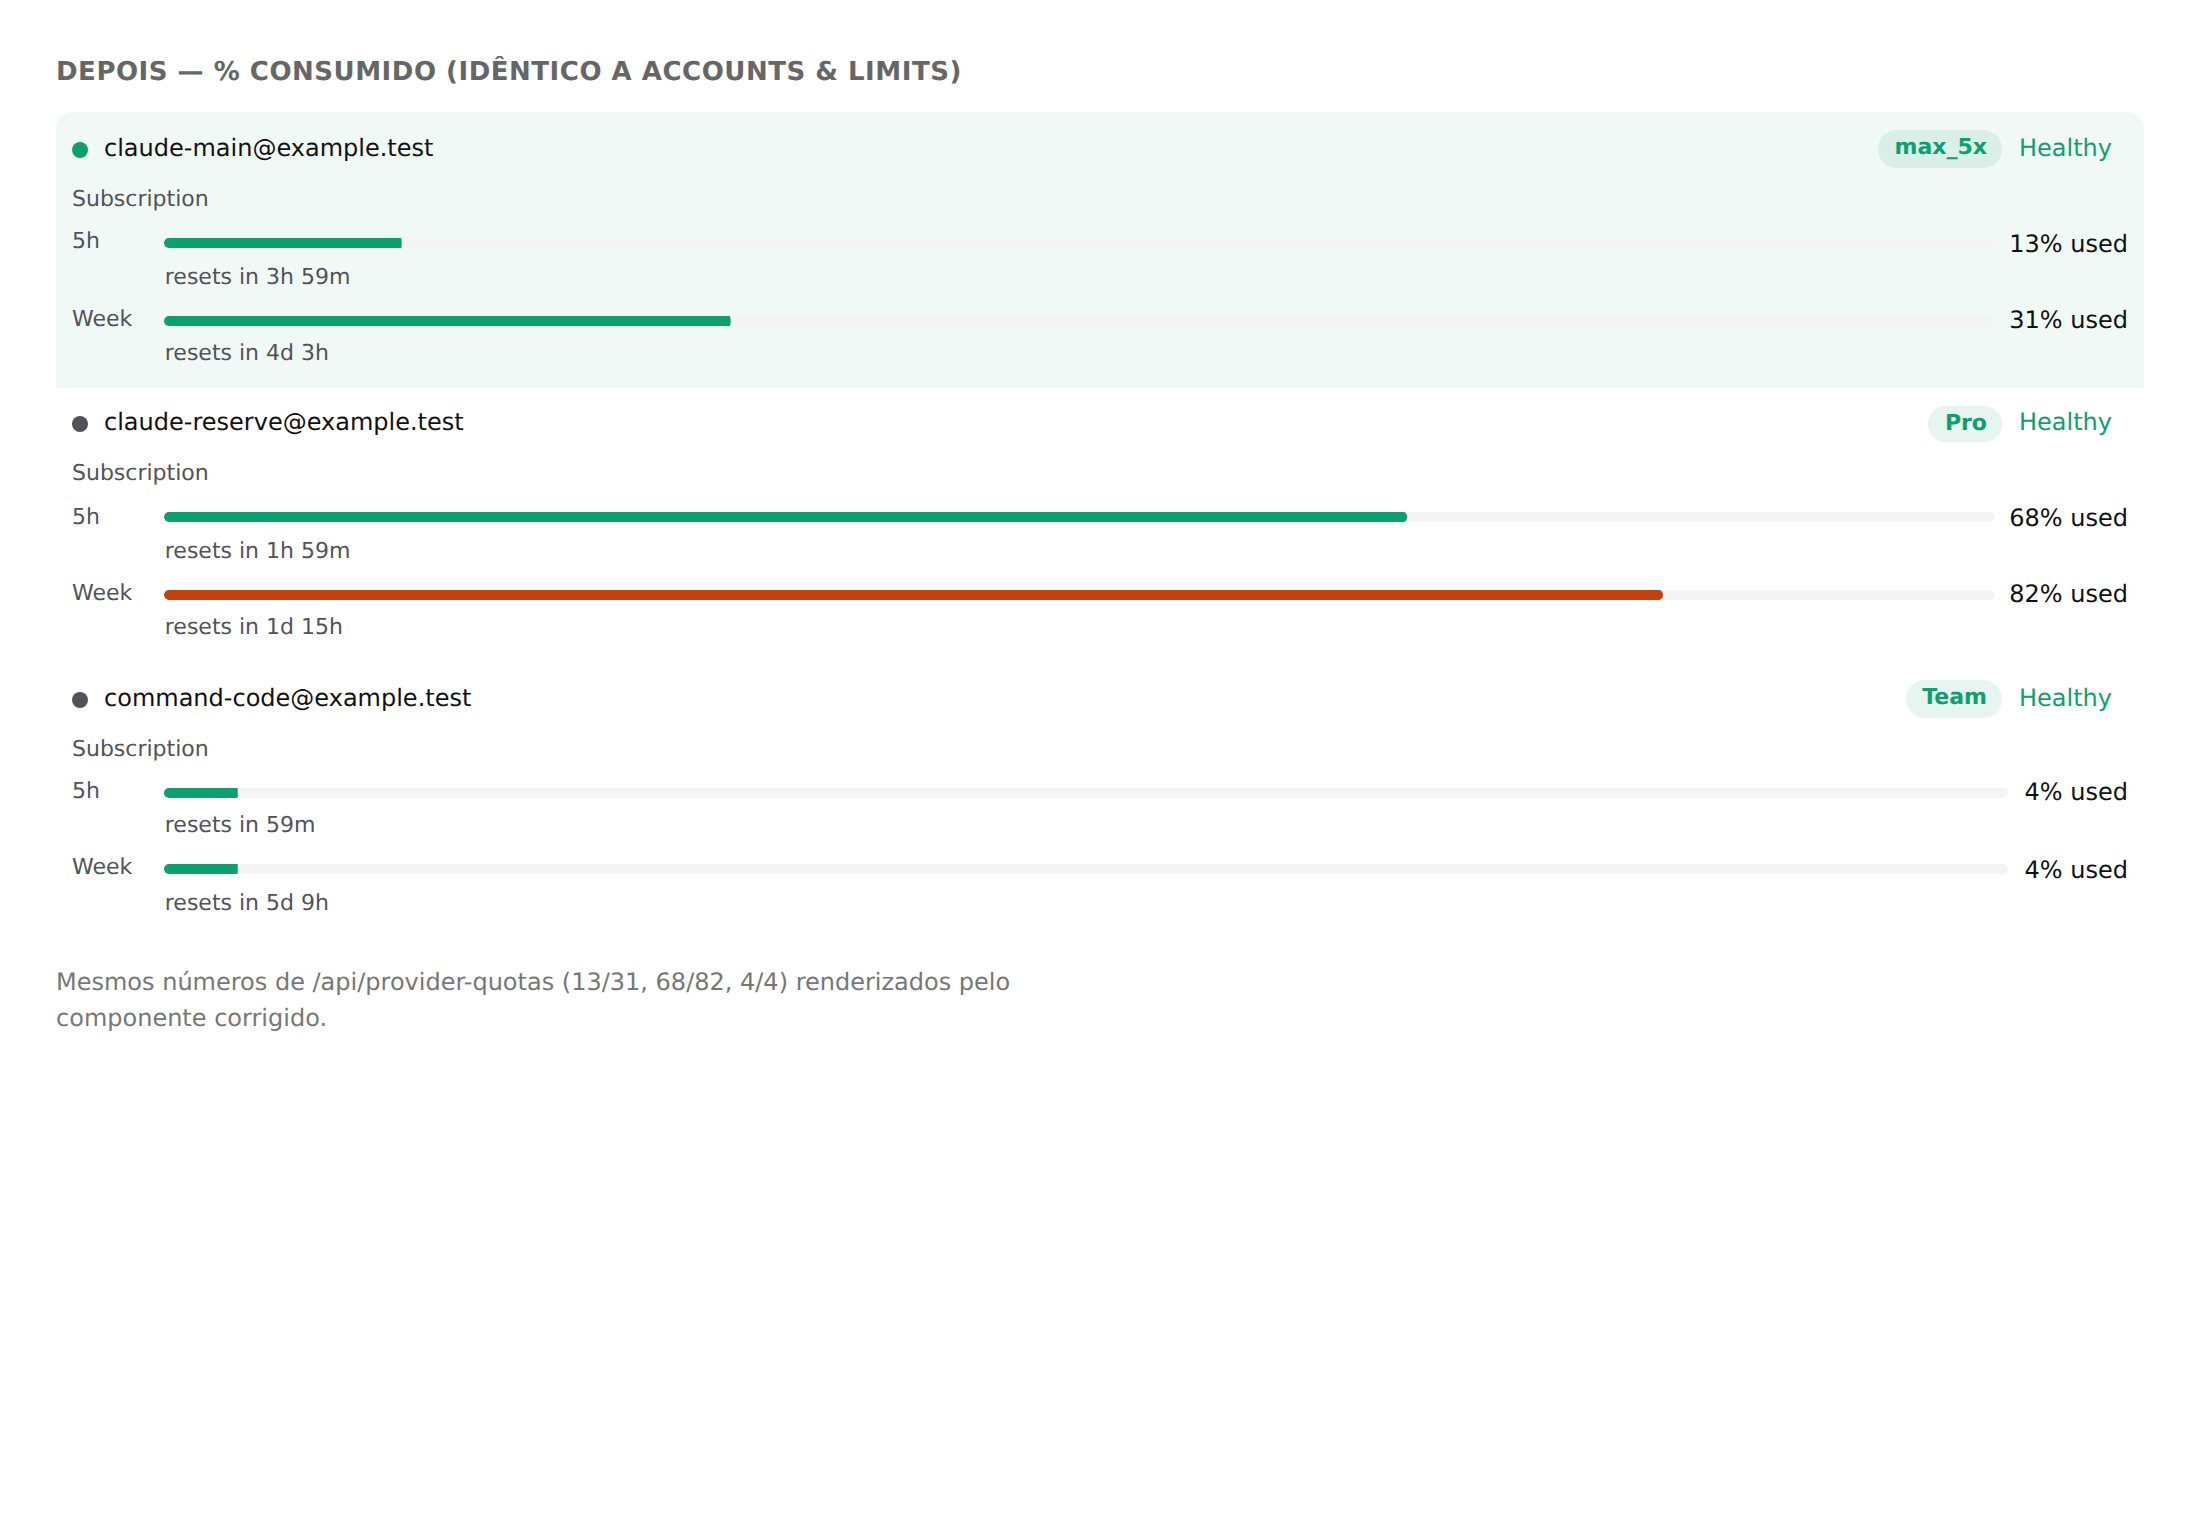 DEPOIS — % CONSUMIDO (IDÊNTICO A ACCOUNTS & LIMITS)
claude-main@example.test max_5x Healthy
Subscription
5h 13% used
resets in 3h 59m
Week 31% used
resets in 4d 3h
claude-reserve@example.test Pro Healthy
Subscription
5h 68% used
resets in 1h 59m
Week 82% used
resets in 1d 15h
command-code@example.test Team Healthy
Subscription
5h 4% used
resets in 59m
Week 4% used
resets in 5d 9h
Mesmos números de /api/provider-quotas (13/31, 68/82, 4/4) renderizados pelo
componente corrigido.